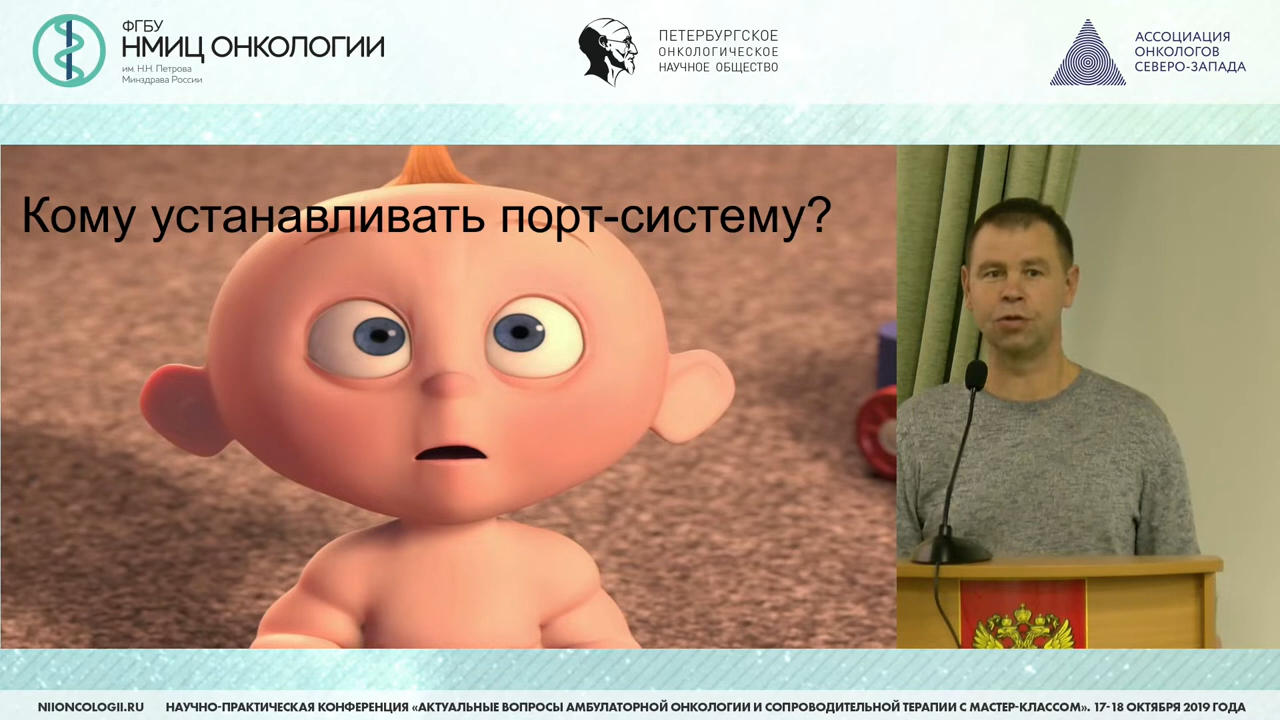 ФГБУ
НМИЦ ОНКОЛОГИИ
им. Н.Н. Петрова
Минздрава России
ПЕТЕРБУРГСКОЕ
ОНКОЛОГИЧЕСКОЕ
НАУЧНОЕ ОБЩЕСТВО
АССОЦИАЦИЯ
ОНКОЛОГОВ
СЕВЕРО-ЗАПАДА
Кому устанавливать порт-систему?
NIIONCOLOGII.RU НАУЧНО-ПРАКТИЧЕСКАЯ КОНФЕРЕНЦИЯ «АКТУАЛЬНЫЕ ВОПРОСЫ АМБУЛАТОРНОЙ ОНКОЛОГИИ И СОПРОВОДИТЕЛЬНОЙ ТЕРАПИИ С МАСТЕР-КЛАССОМ». 17-18 ОКТЯБРЯ 2019 ГОДА